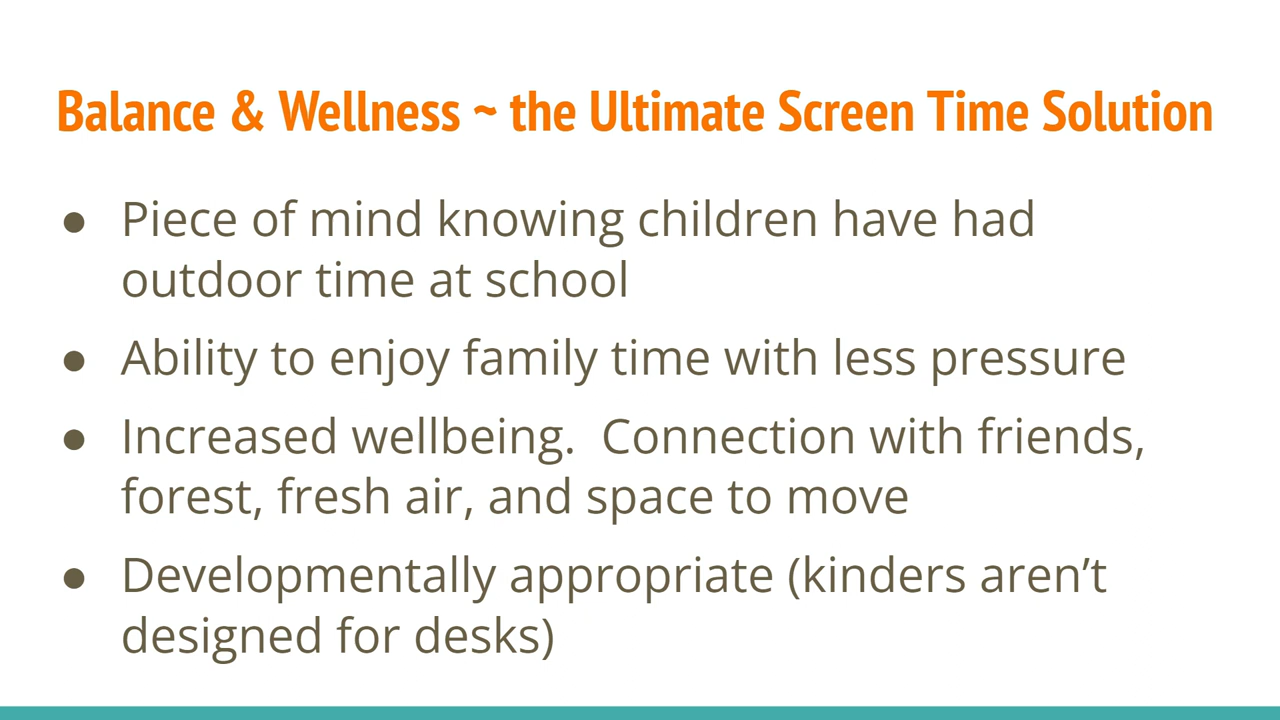 Balance & Wellness ~ the Ultimate Screen Time Solution
● Piece of mind knowing children have had
outdoor time at school
● Ability to enjoy family time with less pressure
● Increased wellbeing.  Connection with friends,
forest, fresh air, and space to move
● Developmentally appropriate (kinders aren’t
designed for desks)